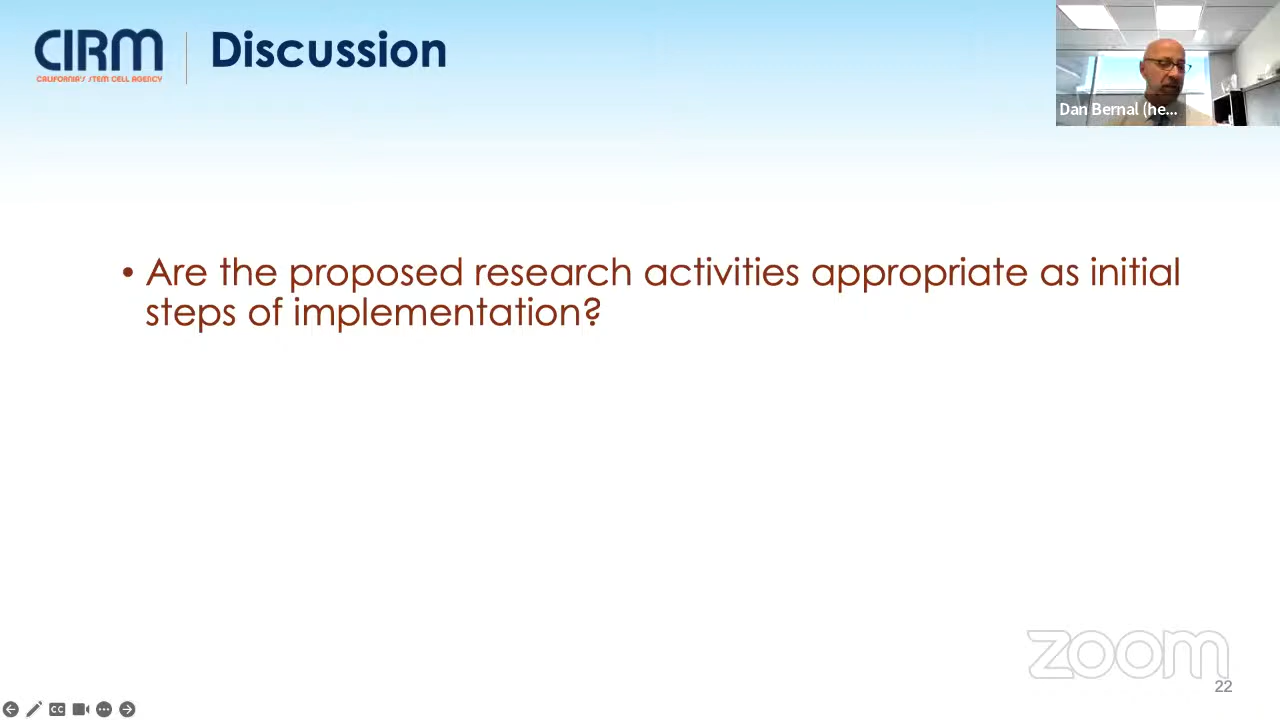 CIRM
CALIFORNIA'S STEM CELL AGENCY
Discussion
Dan Bernal (he...
• Are the proposed research activities appropriate as initial
steps of implementation?
zoom
22
CC